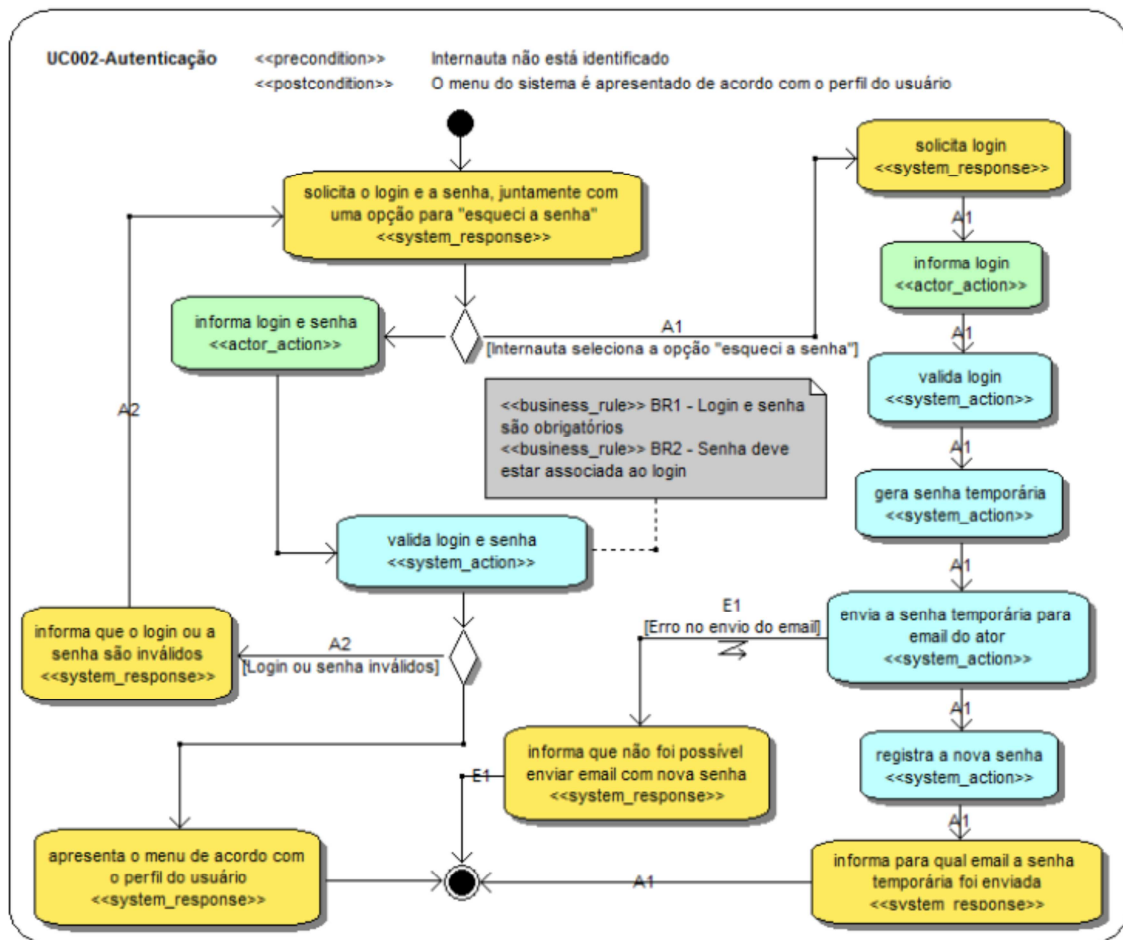 UC002-Autenticação <<precondition>> Internauta não está identificado
<<postcondition>> O menu do sistema é apresentado de acordo com o perfil do usuário
solicita o login e a senha, juntamente com
uma opção para "esqueci a senha"
<<system_response>>
solicita login
<<system_response>>
A1
informa login
<<actor_action>>
informa login e senha
<<actor_action>>
A1
[Internauta seleciona a opção "esqueci a senha"]
A1
valida login
<<system_action>>
A2
<<business_rule>> BR1 - Login e senha
são obrigatórios
<<business_rule>> BR2 - Senha deve
estar associada ao login
A1
gera senha temporária
<<system_action>>
valida login e senha
<<system_action>>
A1
envia a senha temporária para
email do ator
<<system_action>>
E1
[Erro no envio do email]
informa que o login ou a
senha são inválidos
<<system_response>>
A2
[Login ou senha inválidos]
A1
informa que não foi possível
enviar email com nova senha
<<system_response>>
E1
registra a nova senha
<<system_action>>
A1
apresenta o menu de acordo com
o perfil do usuário
<<system_response>>
informa para qual email a senha
temporária foi enviada
<<system_response>>
A1